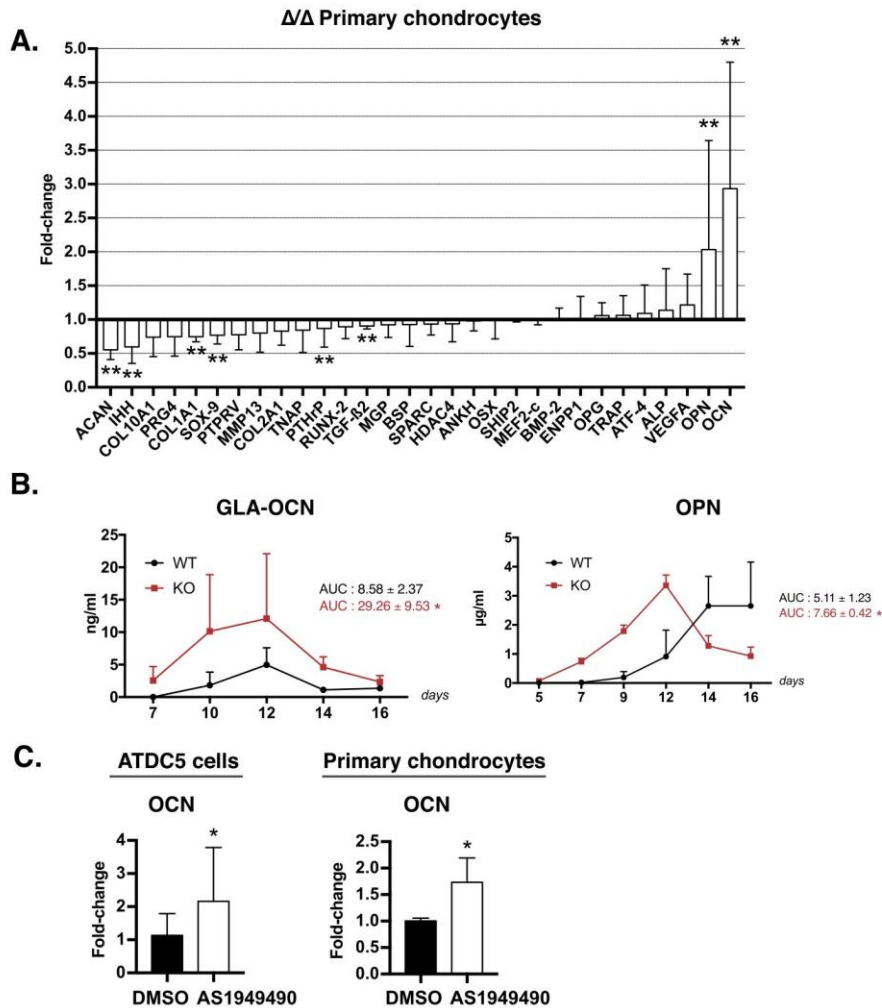 Δ/Δ Primary chondrocytes
A.
**
**
5.0
4.5
4.0
3.5
3.0
2.5
2.0
1.5
1.0
0.5
0.0
Fold-change
** ** ** ** ** **
ACAN IHH COL10A1 PRG4 COL1A1 SOX-9 PTPRV MMP13 COL2A1 TNAP PTHrP RUNX-2 TGF-ß2 MGP BSP SPARC HDAC4 ANKH OSX SHIP2 MEF2-c BMP-2 ENPP1 OPG TRAP ATF-4 ALP VEGFA OPN OCN
B.
GLA-OCN
25
20
15
10
5
0
ng/ml
WT
KO
AUC : 8.58 ± 2.37
AUC : 29.26 ± 9.53 *
7 10 12 14 16 days
OPN
5
4
3
2
1
0
µg/ml
WT
KO
AUC : 5.11 ± 1.23
AUC : 7.66 ± 0.42 *
5 7 9 12 14 16 days
C.
ATDC5 cells
OCN
*
4
3
2
1
0
Fold-change
DMSO AS1949490
Primary chondrocytes
OCN
*
2.5
2.0
1.5
1.0
0.5
0.0
Fold-change
DMSO AS1949490